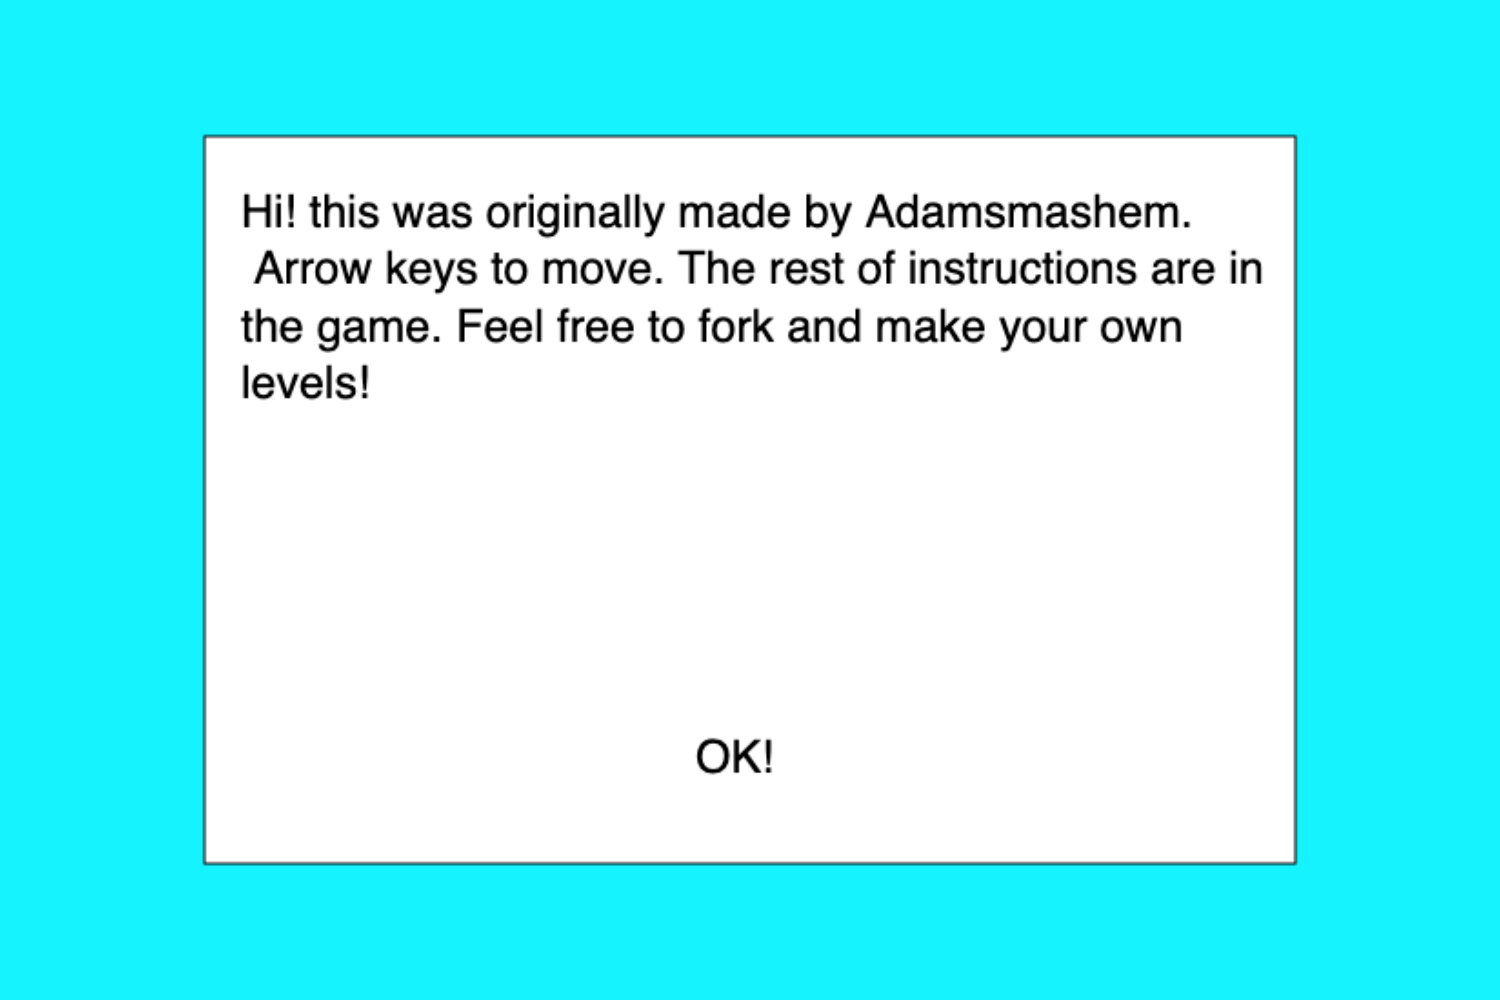 Hi! this was originally made by Adamsmashem.
Arrow keys to move. The rest of instructions are in
the game. Feel free to fork and make your own
levels!
OK!